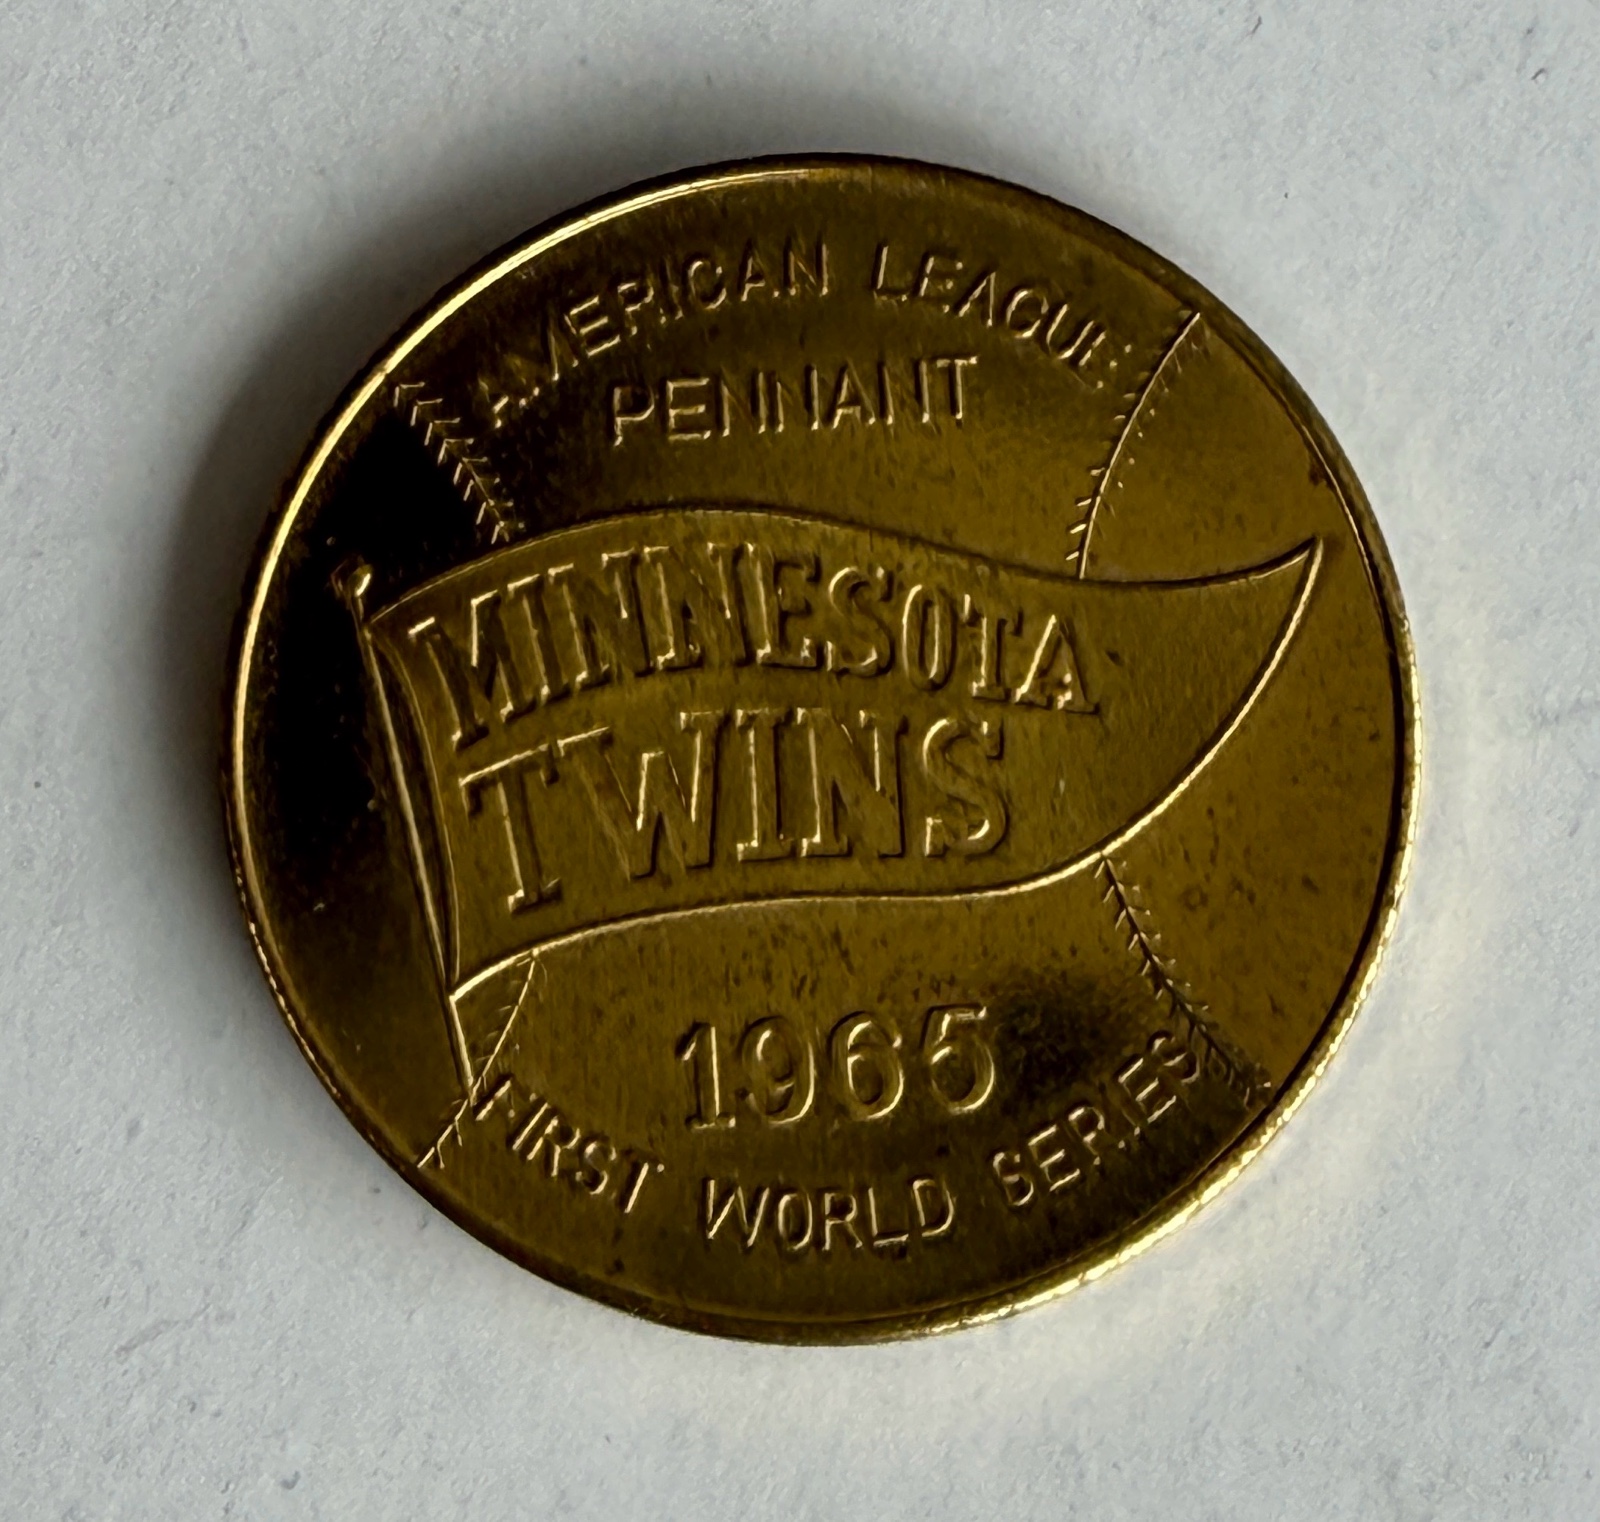 AMERICAN LEAGUE
PENNANT
MINNESOTA
TWINS
1965
FIRST WORLD SERIES